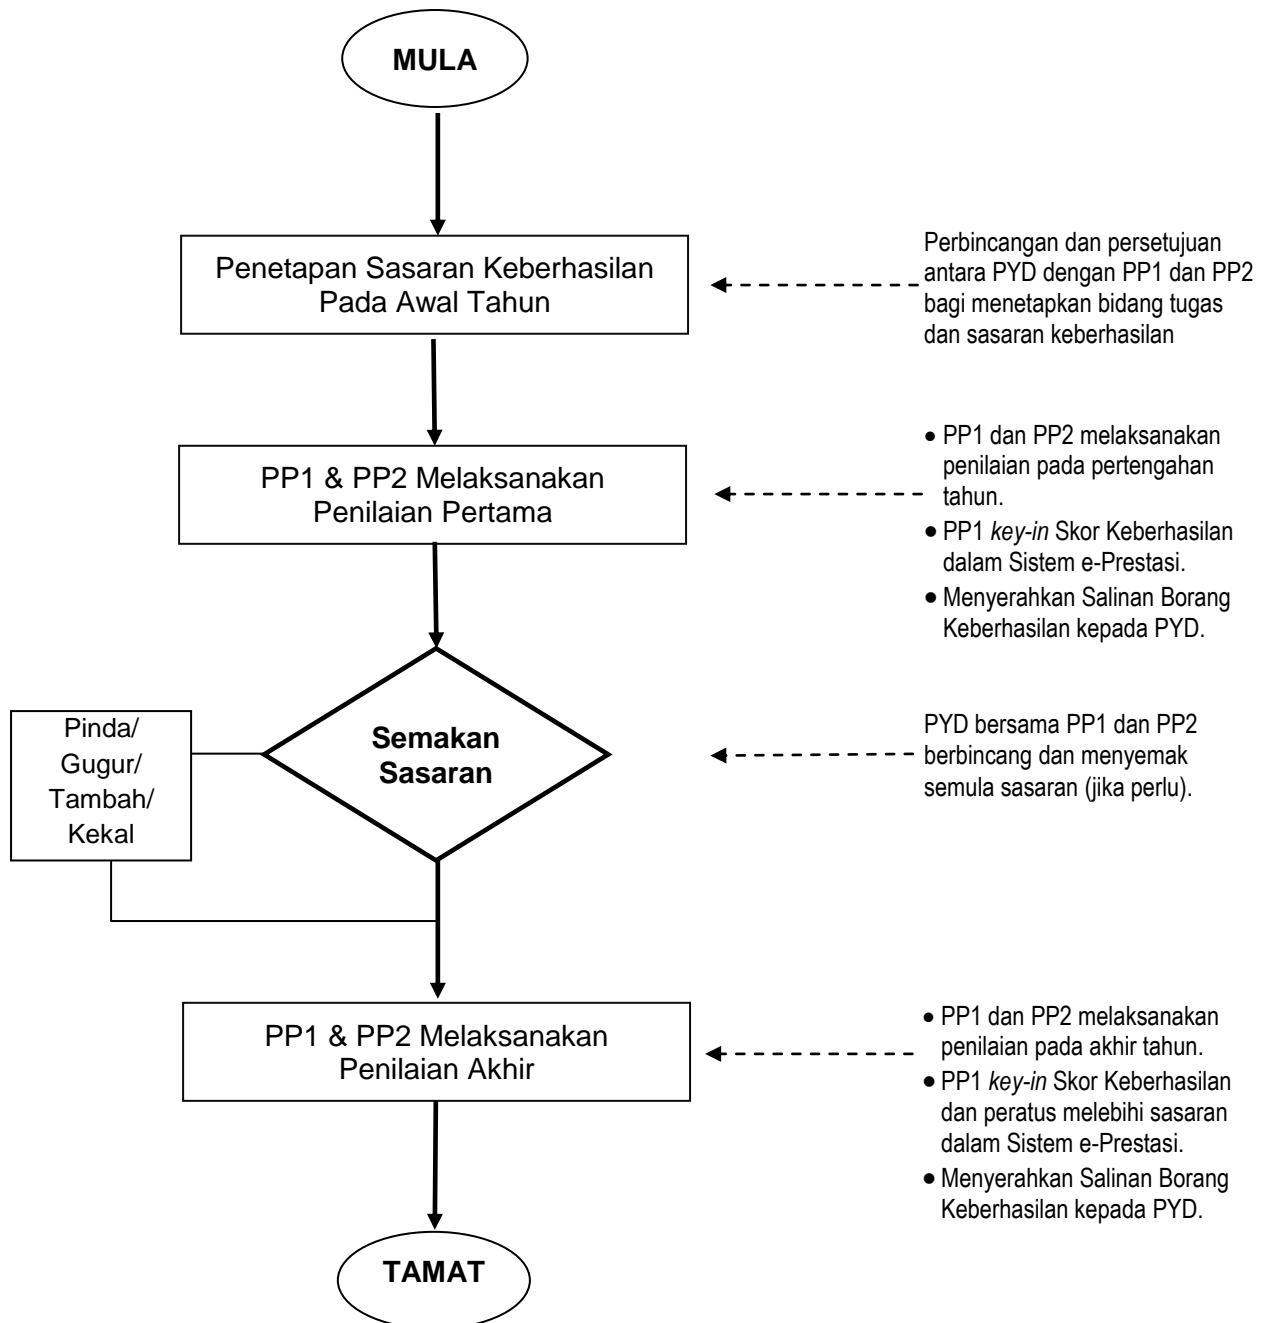 MULA
Penetapan Sasaran Keberhasilan
Pada Awal Tahun
Perbincangan dan persetujuan
antara PYD dengan PP1 dan PP2
bagi menetapkan bidang tugas
dan sasaran keberhasilan
PP1 & PP2 Melaksanakan
Penilaian Pertama
• PP1 dan PP2 melaksanakan
penilaian pada pertengahan
tahun.
• PP1 key-in Skor Keberhasilan
dalam Sistem e-Prestasi.
• Menyerahkan Salinan Borang
Keberhasilan kepada PYD.
Pinda/
Gugur/
Tambah/
Kekal
Semakan
Sasaran
PYD bersama PP1 dan PP2
berbincang dan menyemak
semula sasaran (jika perlu).
PP1 & PP2 Melaksanakan
Penilaian Akhir
• PP1 dan PP2 melaksanakan
penilaian pada akhir tahun.
• PP1 key-in Skor Keberhasilan
dan peratus melebihi sasaran
dalam Sistem e-Prestasi.
• Menyerahkan Salinan Borang
Keberhasilan kepada PYD.
TAMAT